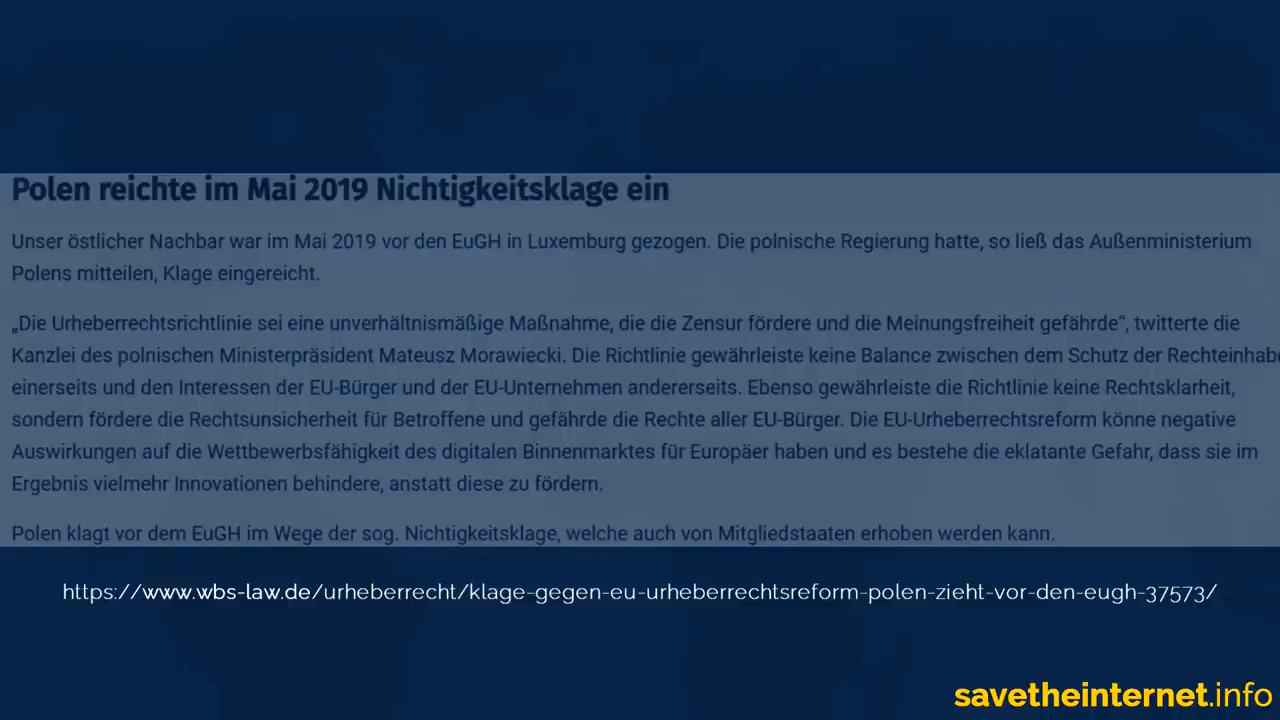 Polen reichte im Mai 2019 Nichtigkeitsklage ein
Unser östlicher Nachbar war im Mai 2019 vor den EuGH in Luxemburg gezogen. Die polnische Regierung hatte, so ließ das Außenministerium
Polens mitteilen, Klage eingereicht.
„Die Urheberrechtsrichtlinie sei eine unverhältnismäßige Maßnahme, die die Zensur fördere und die Meinungsfreiheit gefährde“, twitterte die
Kanzlei des polnischen Ministerpräsident Mateusz Morawiecki. Die Richtlinie gewährleiste keine Balance zwischen dem Schutz der Rechteinhabe
einerseits und den Interessen der EU-Bürger und der EU-Unternehmen andererseits. Ebenso gewährleiste die Richtlinie keine Rechtsklarheit,
sondern fördere die Rechtsunsicherheit für Betroffene und gefährde die Rechte aller EU-Bürger. Die EU-Urheberrechtsreform könne negative
Auswirkungen auf die Wettbewerbsfähigkeit des digitalen Binnenmarktes für Europäer haben und es bestehe die eklatante Gefahr, dass sie im
Ergebnis vielmehr Innovationen behindere, anstatt diese zu fördern.
Polen klagt vor dem EuGH im Wege der sog. Nichtigkeitsklage, welche auch von Mitgliedstaaten erhoben werden kann.
https://www.wbs-law.de/urheberrecht/klage-gegen-eu-urheberrechtsreform-polen-zieht-vor-den-eugh-37573/
savetheinternet.info